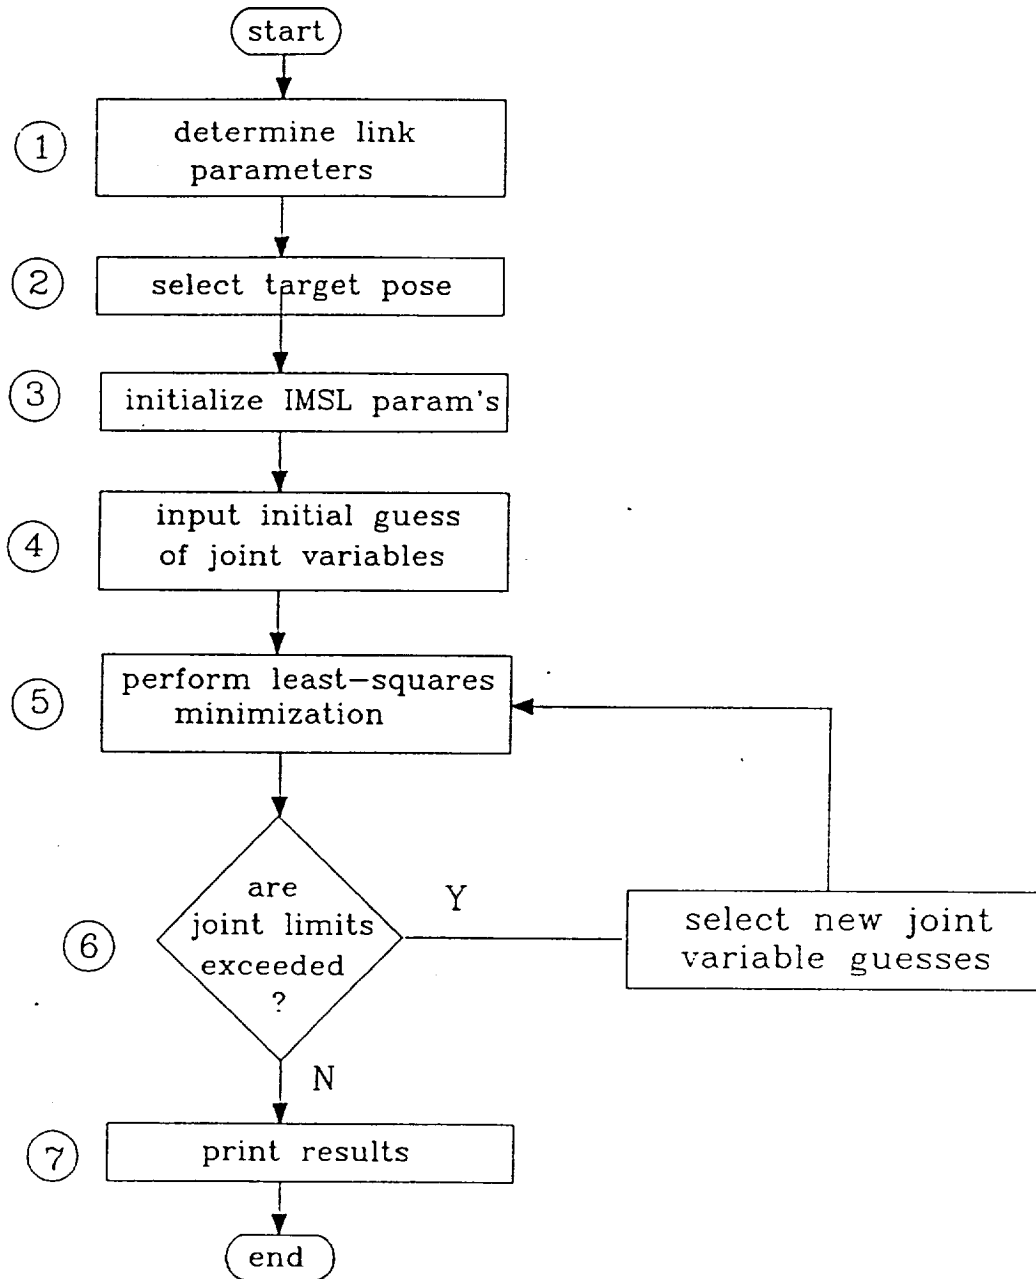 start
1
determine link
parameters
2
select target pose
3
initialize IMSL param's
4
input initial guess
of joint variables
5
perform least-squares
minimization
6
are
joint limits
exceeded
?
Y
select new joint
variable guesses
N
7
print results
end